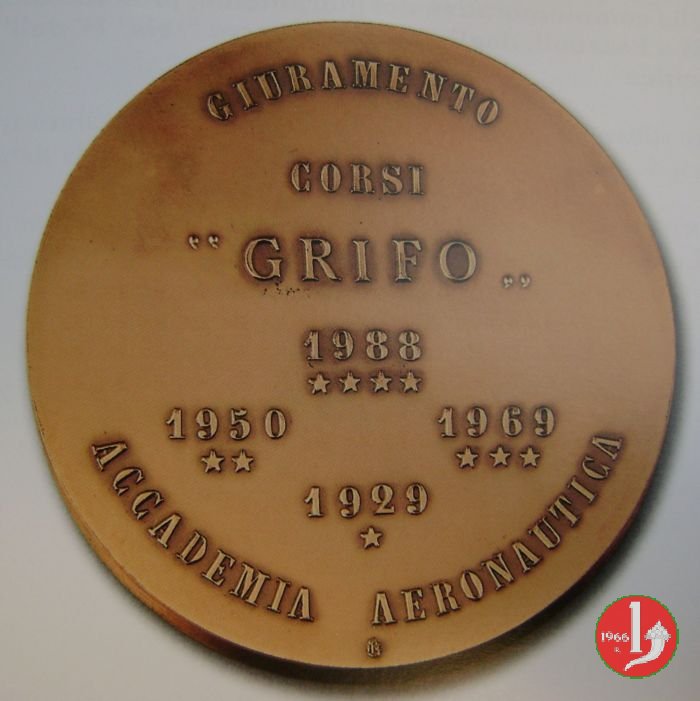 GIURAMENTO
CORSI
" GRIFO "
1988
★★★★
1950 1969
★★ ★★★
1929
★
ACCADEMIA AERONAUTICA
1966
R.